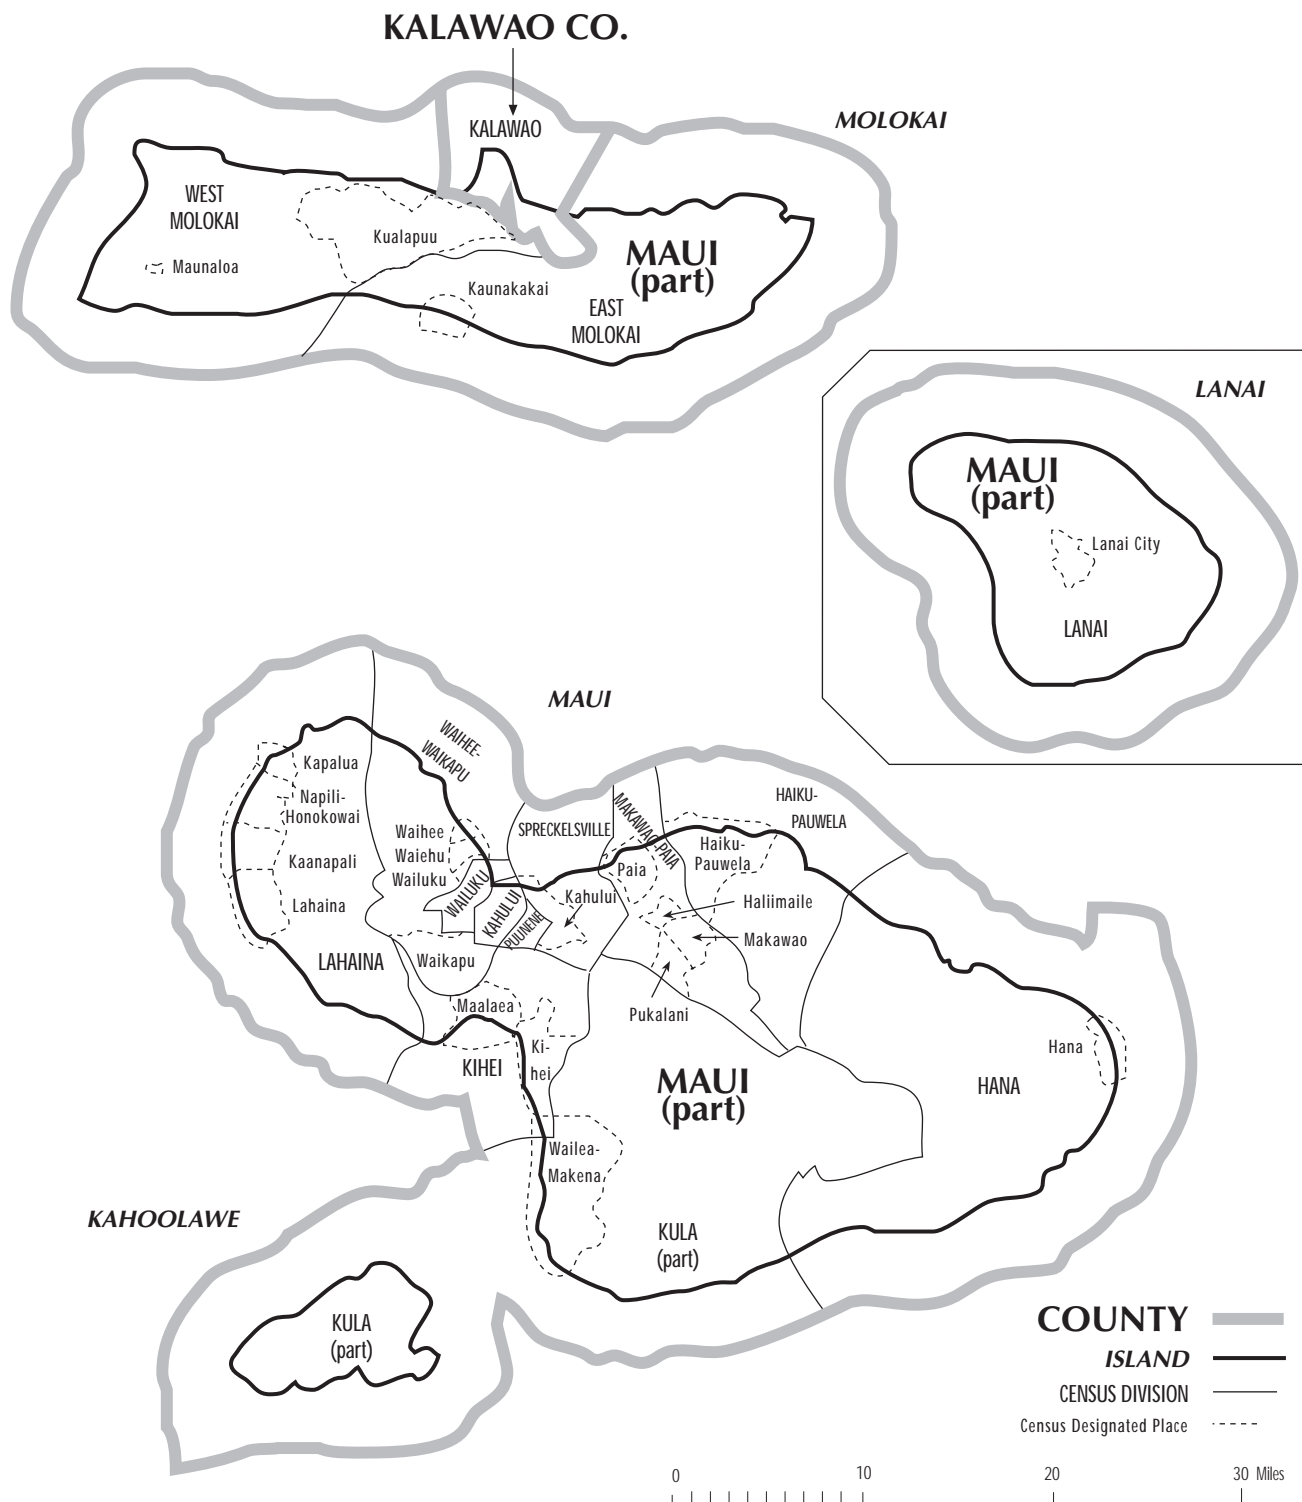 KALAWAO CO.
MOLOKAI
KALAWAO
WEST
MOLOKAI
Kualapuu
MAUI
(part)
Maunaloa
Kaunakakai
EAST
MOLOKAI
LANAI
MAUI
(part)
Lanai City
LANAI
MAUI
WAIHEE-
WAIKAPU
Kapalua
Napili-
Honokowai
Kaanapali
Lahaina
LAHAINA
Waihee
Waiehu
Wailuku
WAILUKU
KAHULUI
PUUNENE
SPRECKELSVILLE
Kahului
Waikapu
MAKAWAO-PAIA
Paia
HAIKU-
PAUWELA
Haiku-
Pauwela
Haliimaile
Makawao
Pukalani
Maalaea
KIHEI
Ki-
hei
MAUI
(part)
Hana
HANA
Wailea-
Makena
KULA
(part)
KAHOOLAWE
KULA
(part)
COUNTY
ISLAND
CENSUS DIVISION
Census Designated Place
0 10 20 30 Miles